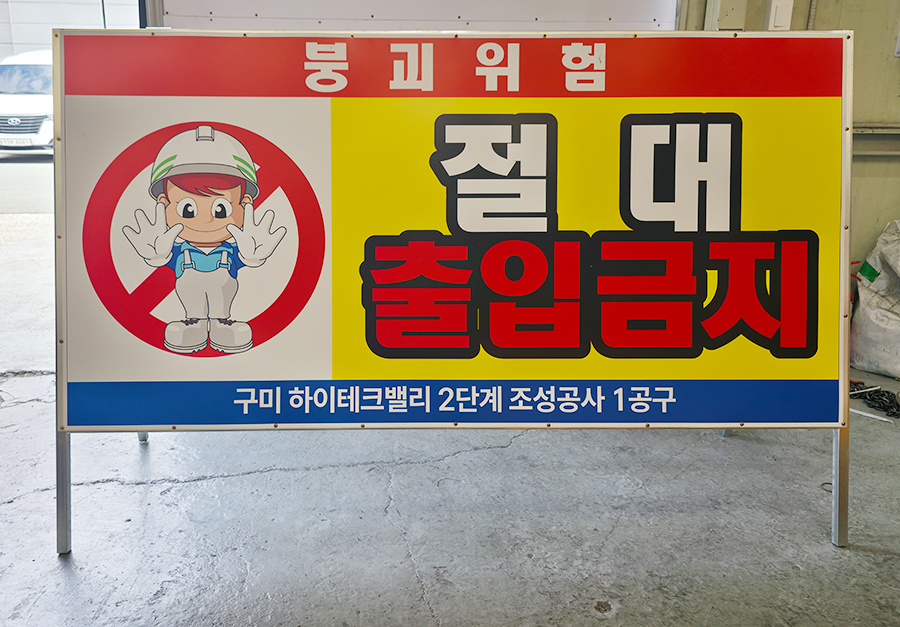 붕괴위험
절대
출입금지
구미 하이테크밸리 2단계 조성공사 1공구